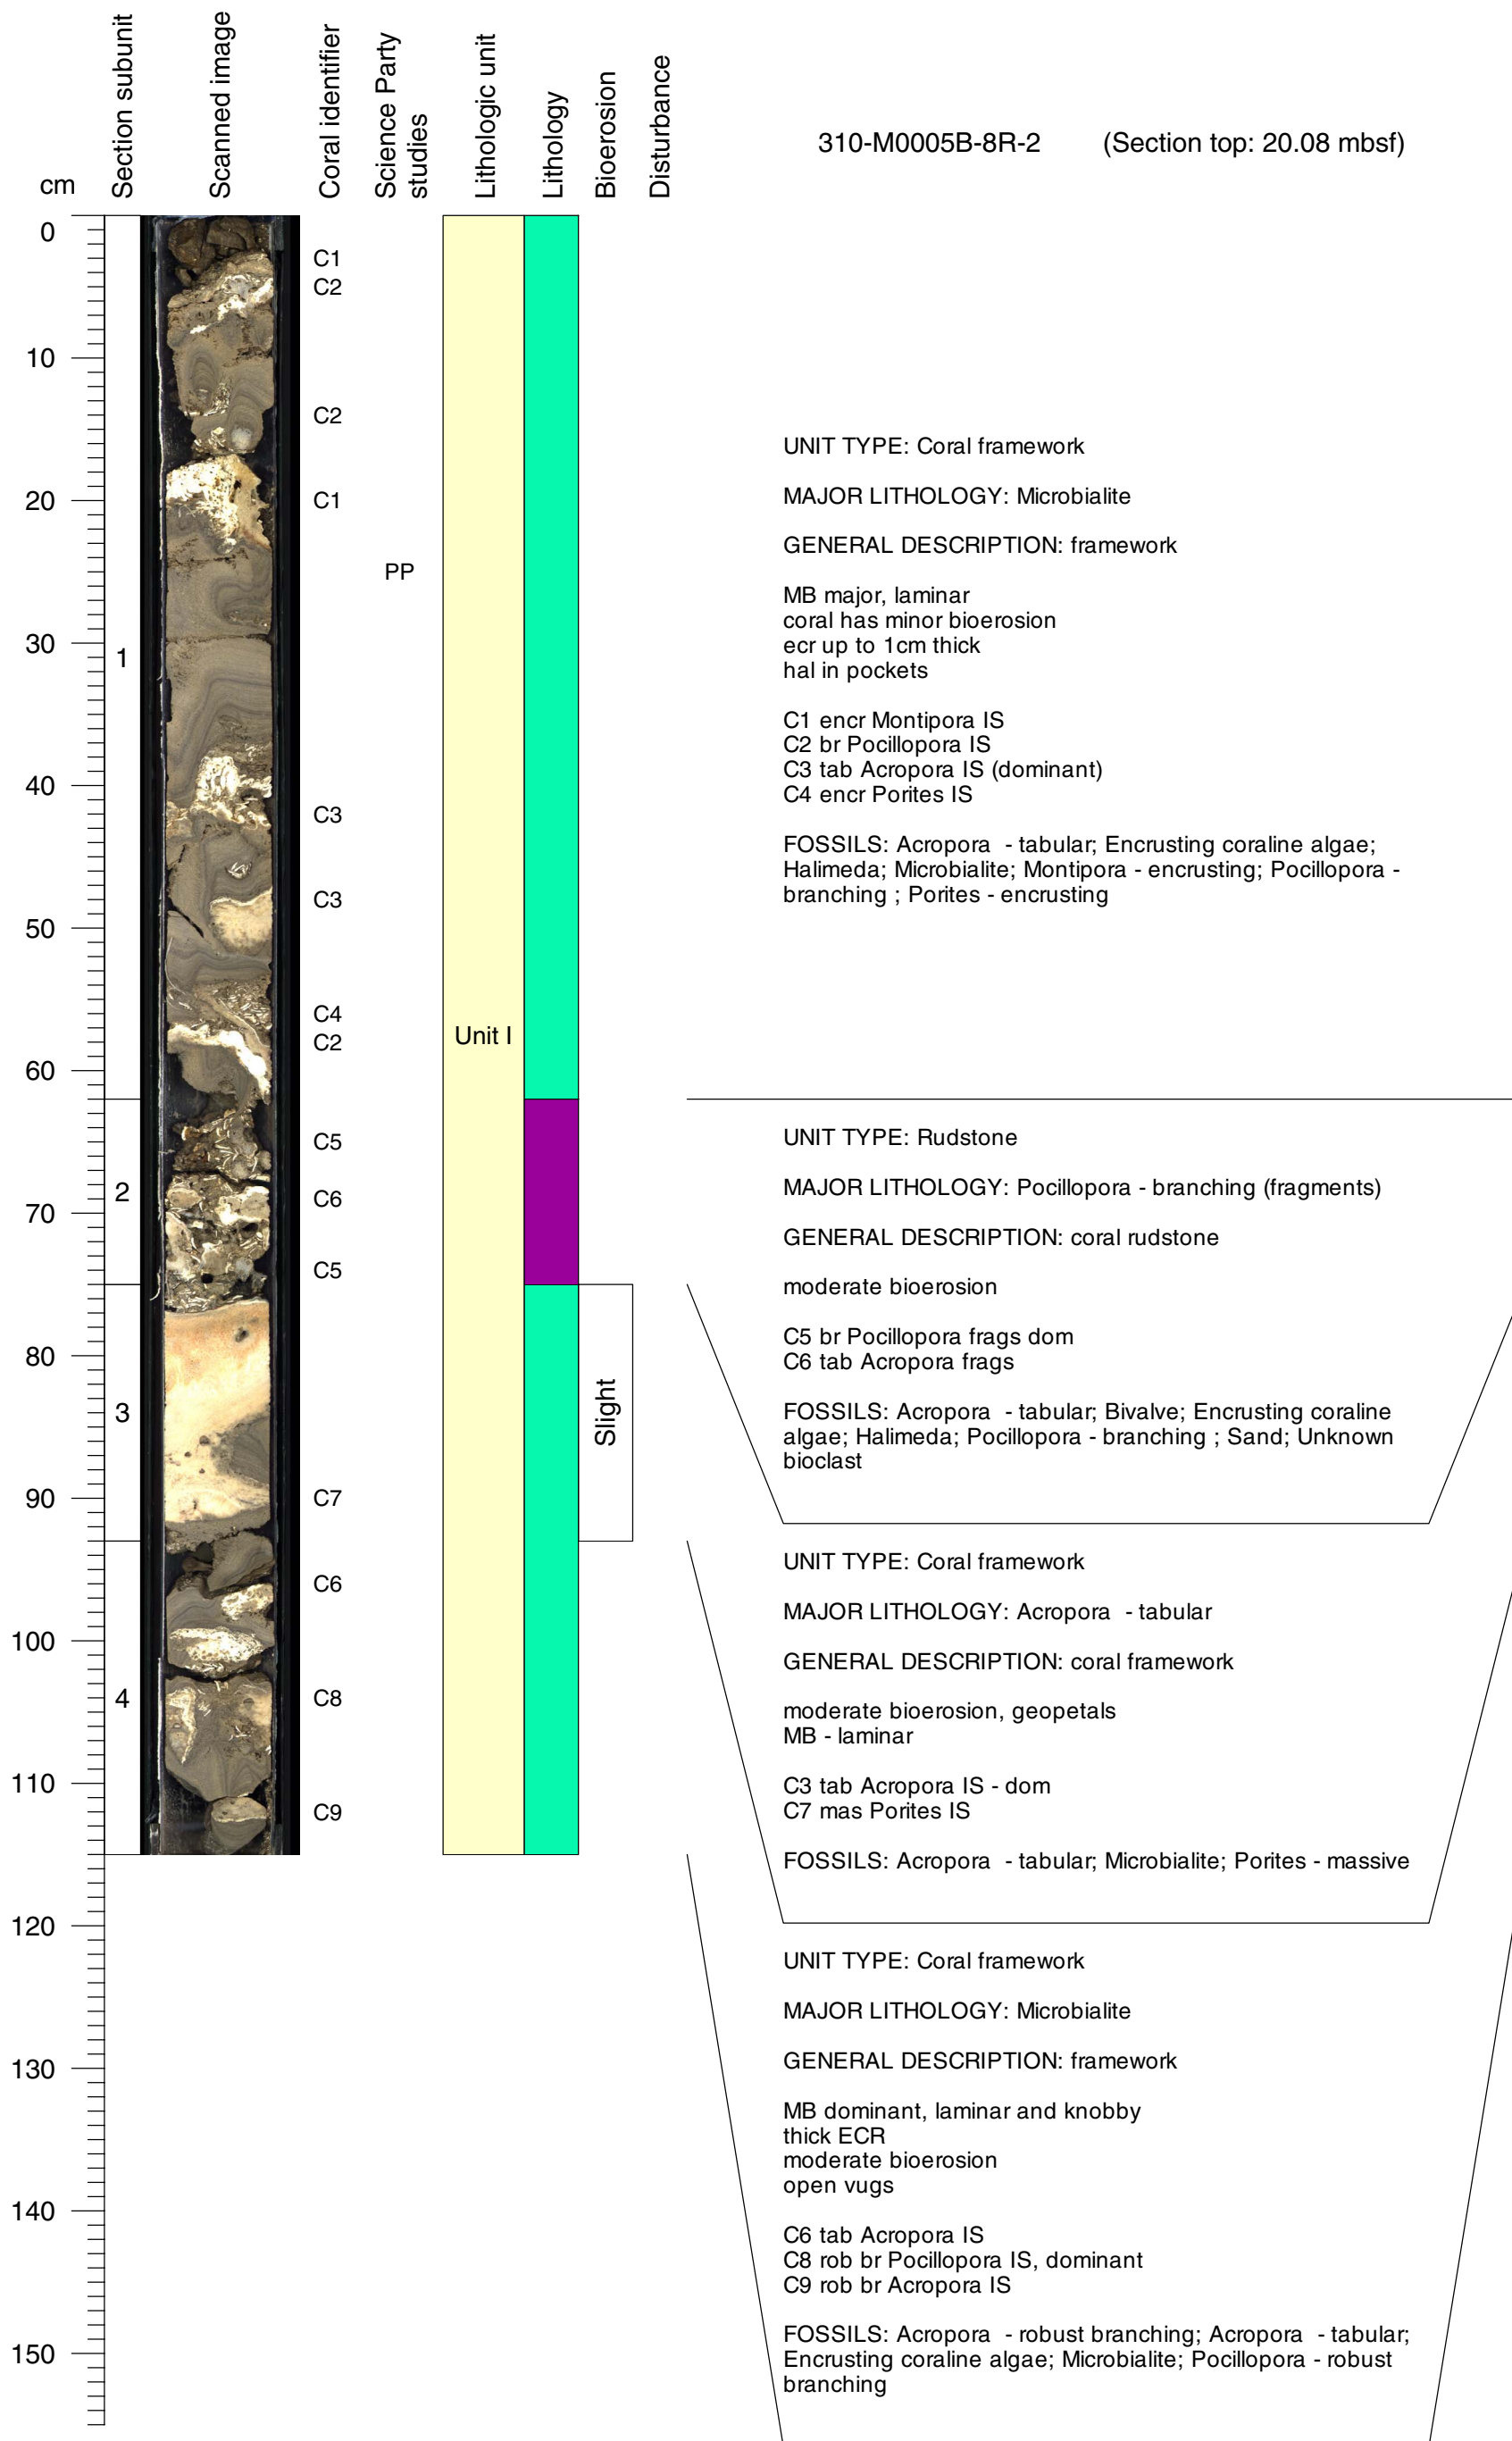 Section subunit
Scanned image
Coral identifier
Science Party
studies
Lithologic unit
Lithology
Bioerosion
Disturbance
310-M0005B-8R-2 (Section top: 20.08 mbsf)
cm
0
10
20
30
40
50
60
70
80
90
100
110
120
130
140
150
1
2
3
4
C1
C2
C2
C1
C3
C3
C4
C2
C5
C6
C5
C7
C6
C8
C9
PP
Unit I
Slight
UNIT TYPE: Coral framework
MAJOR LITHOLOGY: Microbialite
GENERAL DESCRIPTION: framework
MB major, laminar
coral has minor bioerosion
ecr up to 1cm thick
hal in pockets
C1 encr Montipora IS
C2 br Pocillopora IS
C3 tab Acropora IS (dominant)
C4 encr Porites IS
FOSSILS: Acropora - tabular; Encrusting coraline algae;
Halimeda; Microbialite; Montipora - encrusting; Pocillopora -
branching ; Porites - encrusting
UNIT TYPE: Rudstone
MAJOR LITHOLOGY: Pocillopora - branching (fragments)
GENERAL DESCRIPTION: coral rudstone
moderate bioerosion
C5 br Pocillopora frags dom
C6 tab Acropora frags
FOSSILS: Acropora - tabular; Bivalve; Encrusting coraline
algae; Halimeda; Pocillopora - branching ; Sand; Unknown
bioclast
UNIT TYPE: Coral framework
MAJOR LITHOLOGY: Acropora - tabular
GENERAL DESCRIPTION: coral framework
moderate bioerosion, geopetals
MB - laminar
C3 tab Acropora IS - dom
C7 mas Porites IS
FOSSILS: Acropora - tabular; Microbialite; Porites - massive
UNIT TYPE: Coral framework
MAJOR LITHOLOGY: Microbialite
GENERAL DESCRIPTION: framework
MB dominant, laminar and knobby
thick ECR
moderate bioerosion
open vugs
C6 tab Acropora IS
C8 rob br Pocillopora IS, dominant
C9 rob br Acropora IS
FOSSILS: Acropora - robust branching; Acropora - tabular;
Encrusting coraline algae; Microbialite; Pocillopora - robust
branching